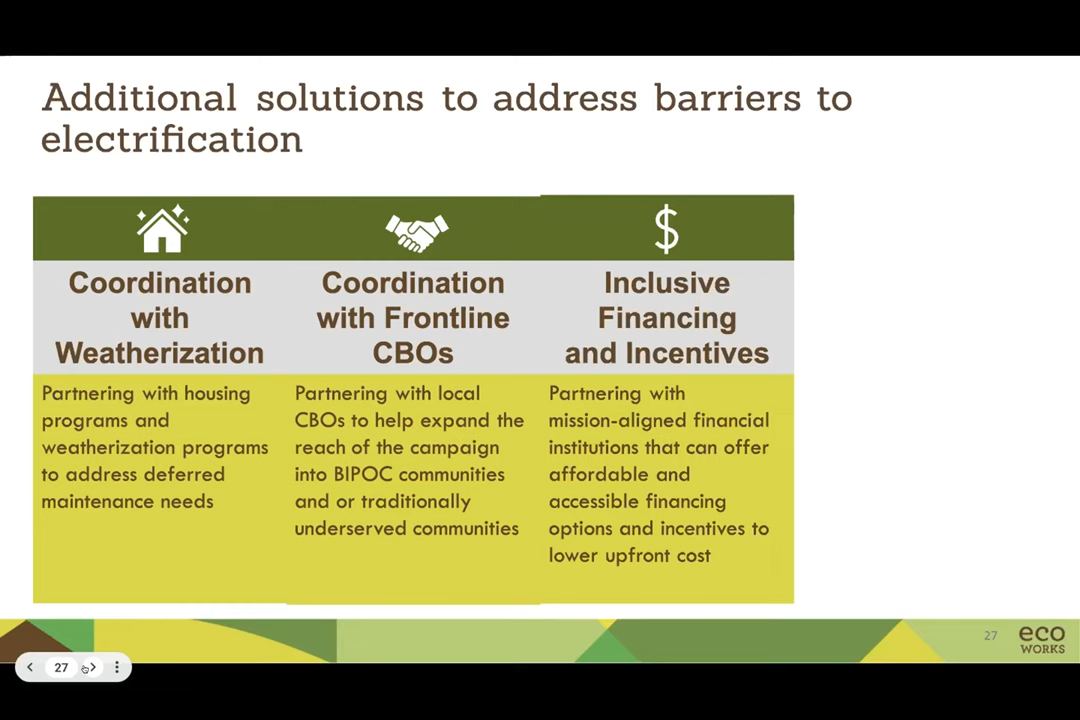 Additional solutions to address barriers to
electrification
$
Coordination
with
Weatherization
Partnering with housing
programs and
weatherization programs
to address deferred
maintenance needs
Coordination
with Frontline
CBOs
Partnering with local
CBOs to help expand the
reach of the campaign
into BIPOC communities
and or traditionally
underserved communities
Inclusive
Financing
and Incentives
Partnering with
mission-aligned financial
institutions that can offer
affordable and
accessible financing
options and incentives to
lower upfront cost
27
eco
WORKS
27